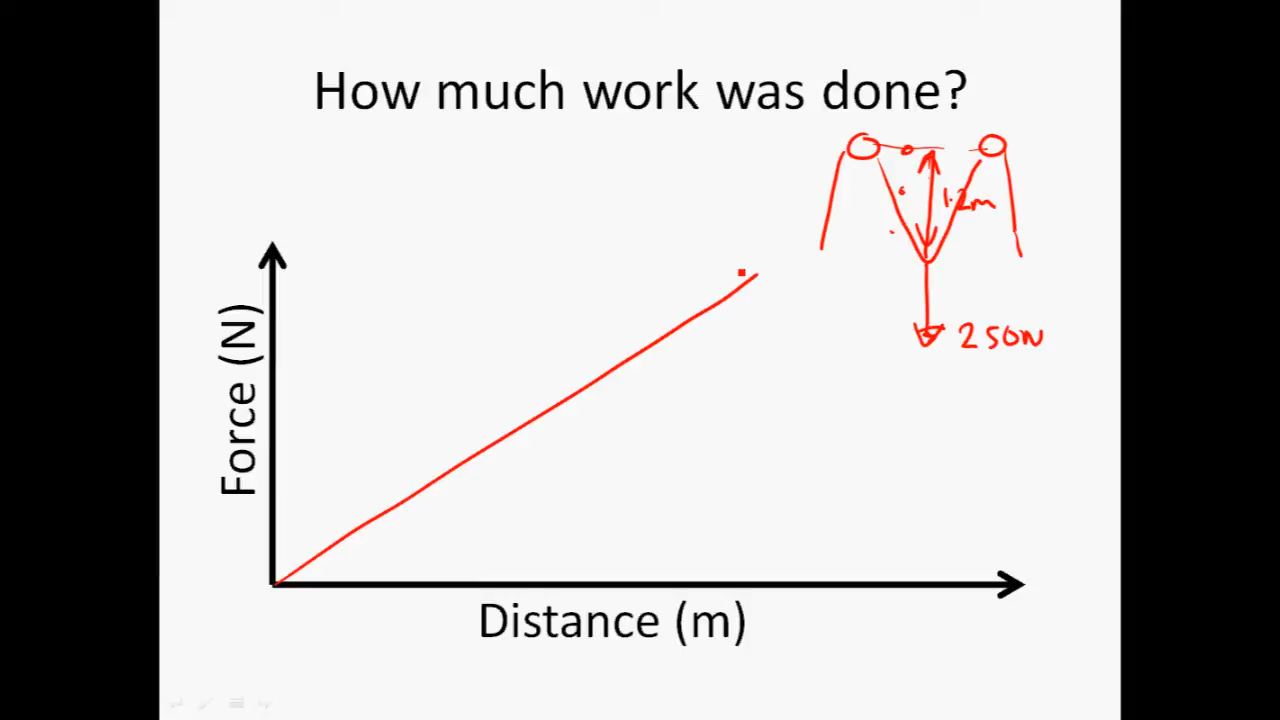 How much work was done?
1.2m
250N
Force (N)
Distance (m)